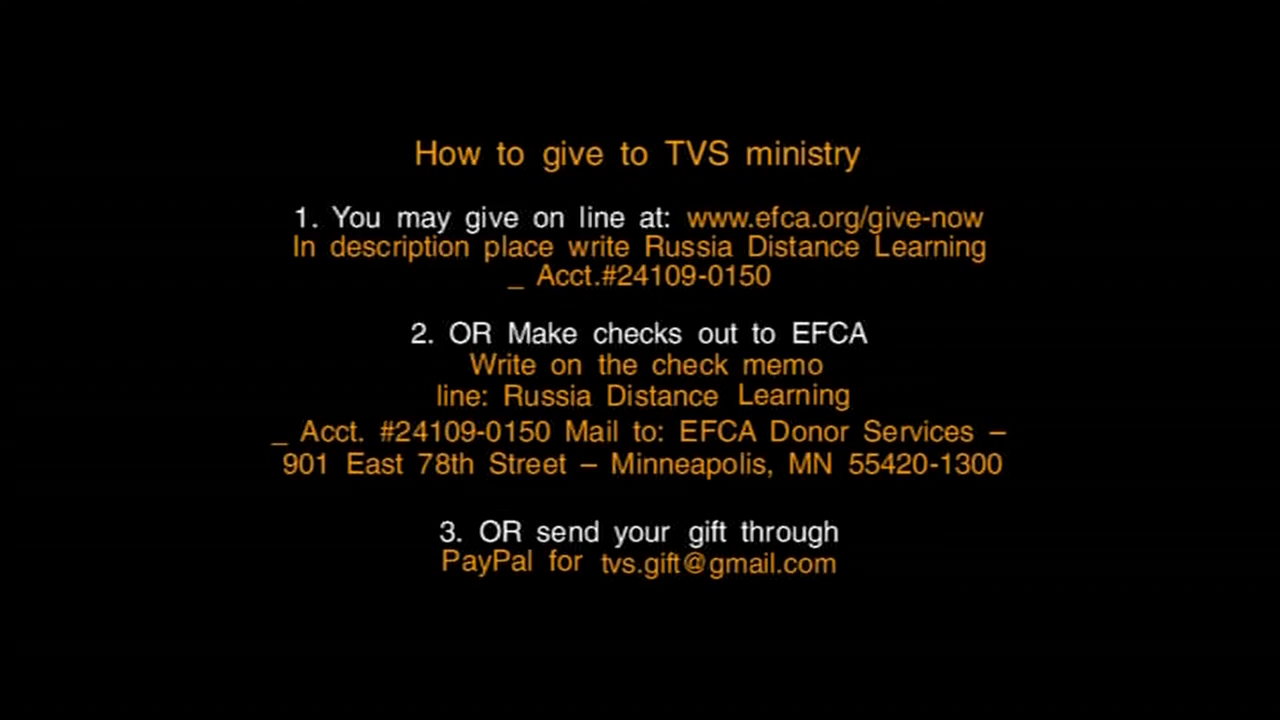 How to give to TVS ministry
1. You may give on line at: www.efca.org/give-now
In description place write Russia Distance Learning
_ Acct.#24109-0150
2. OR Make checks out to EFCA
Write on the check memo
line: Russia Distance Learning
_ Acct. #24109-0150 Mail to: EFCA Donor Services –
901 East 78th Street – Minneapolis, MN 55420-1300
3. OR send your gift through
PayPal for tvs.gift@gmail.com